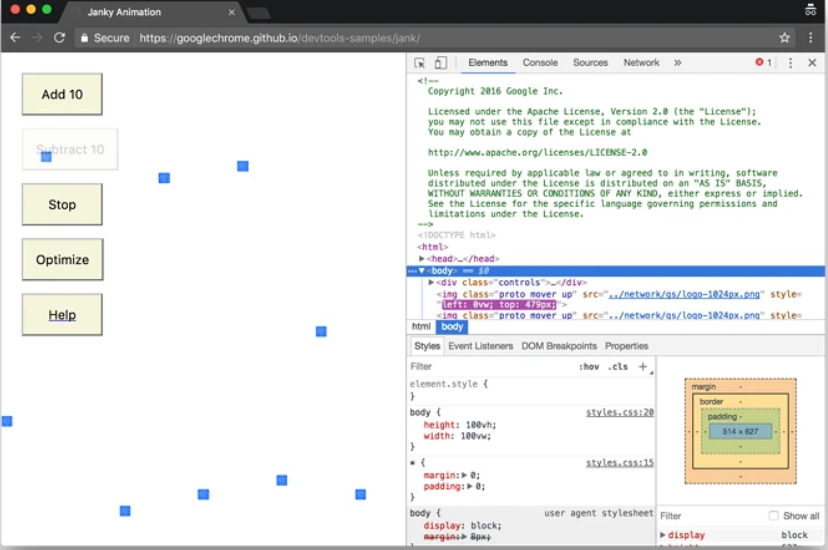 Janky Animation
Secure https://googlechrome.github.io/devtools-samples/jank/
Add 10
Subtract 10
Stop
Optimize
Help
Elements Console Sources Network » 1
<!--
Copyright 2016 Google Inc.
Licensed under the Apache License, Version 2.0 (the "License");
you may not use this file except in compliance with the License.
You may obtain a copy of the License at
http://www.apache.org/licenses/LICENSE-2.0
Unless required by applicable law or agreed to in writing, software
distributed under the License is distributed on an "AS IS" BASIS,
WITHOUT WARRANTIES OR CONDITIONS OF ANY KIND, either express or implied.
See the License for the specific language governing permissions and
limitations under the License.
-->
<!DOCTYPE html>
<html>
<head>…</head>
<body> == $0
<div class="controls">…</div>
<img class="proto mover up" src="../network/gs/logo-1024px.png" style=
"left: 0vw; top: 479px;">
<img class="proto mover up" src="../network/gs/logo-1024px.png" style=
html body
Styles Event Listeners DOM Breakpoints Properties
Filter :hov .cls +
element.style {
}
body { styles.css:20
height: 100vh;
width: 100vw;
}
* { styles.css:15
margin: 0;
padding: 0;
}
body { user agent stylesheet
display: block;
margin: 8px;
margin -
border -
padding -
514 × 627
Filter Show all
display block